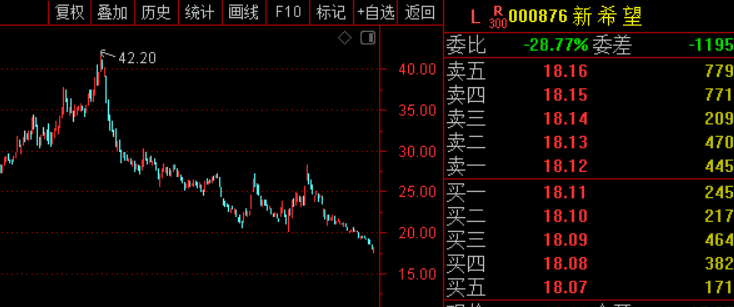 复权 叠加 历史 统计 画线 F10 标记 +自选 返回
42.20
40.00
35.00
30.00
25.00
20.00
15.00
L R 300 000876 新希望
委比 -28.77% 委差 -1195
卖五 18.16 779
卖四 18.15 771
卖三 18.14 209
卖二 18.13 470
卖一 18.12 445
买一 18.11 245
买二 18.10 217
买三 18.09 464
买四 18.08 382
买五 18.07 171